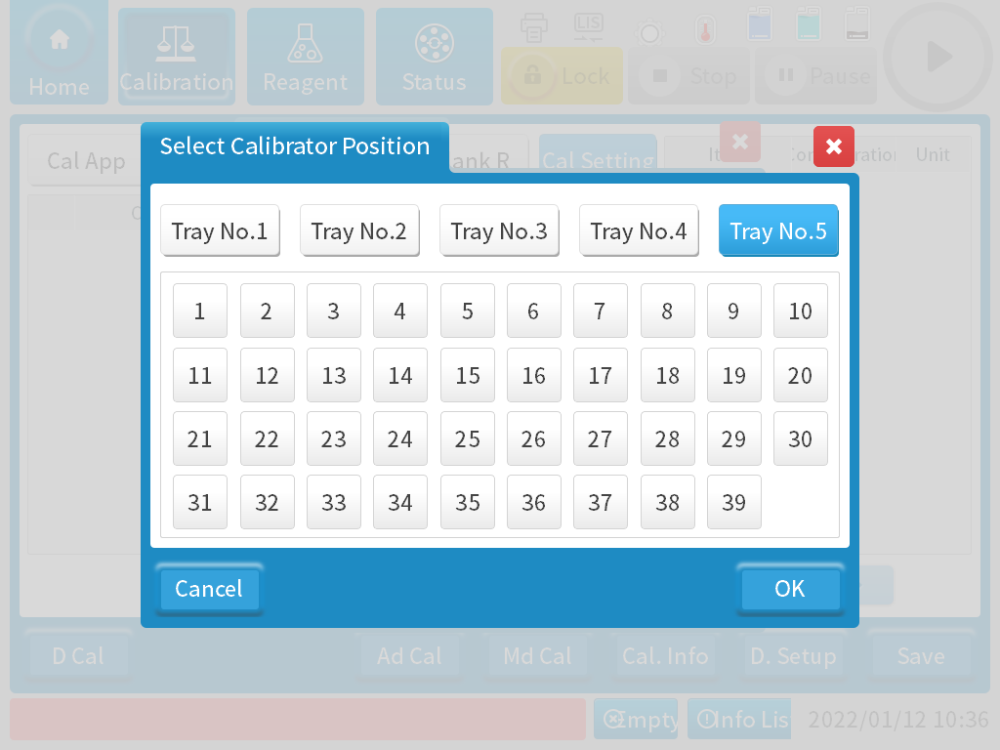 LIS
Home
Calibration
Reagent
Status
Lock
Stop
Pause
Select Calibrator Position
Cal App
ank R
Cal Setting
Unit
Tray No.1
Tray No.2
Tray No.3
Tray No.4
Tray No.5
1 2 3 4 5 6 7 8 9 10
11 12 13 14 15 16 17 18 19 20
21 22 23 24 25 26 27 28 29 30
31 32 33 34 35 36 37 38 39
Cancel
OK
D Cal
Ad Cal
Md Cal
Cal. Info
D. Setup
Save
Empty
Info Lis
2022/01/12 10:36